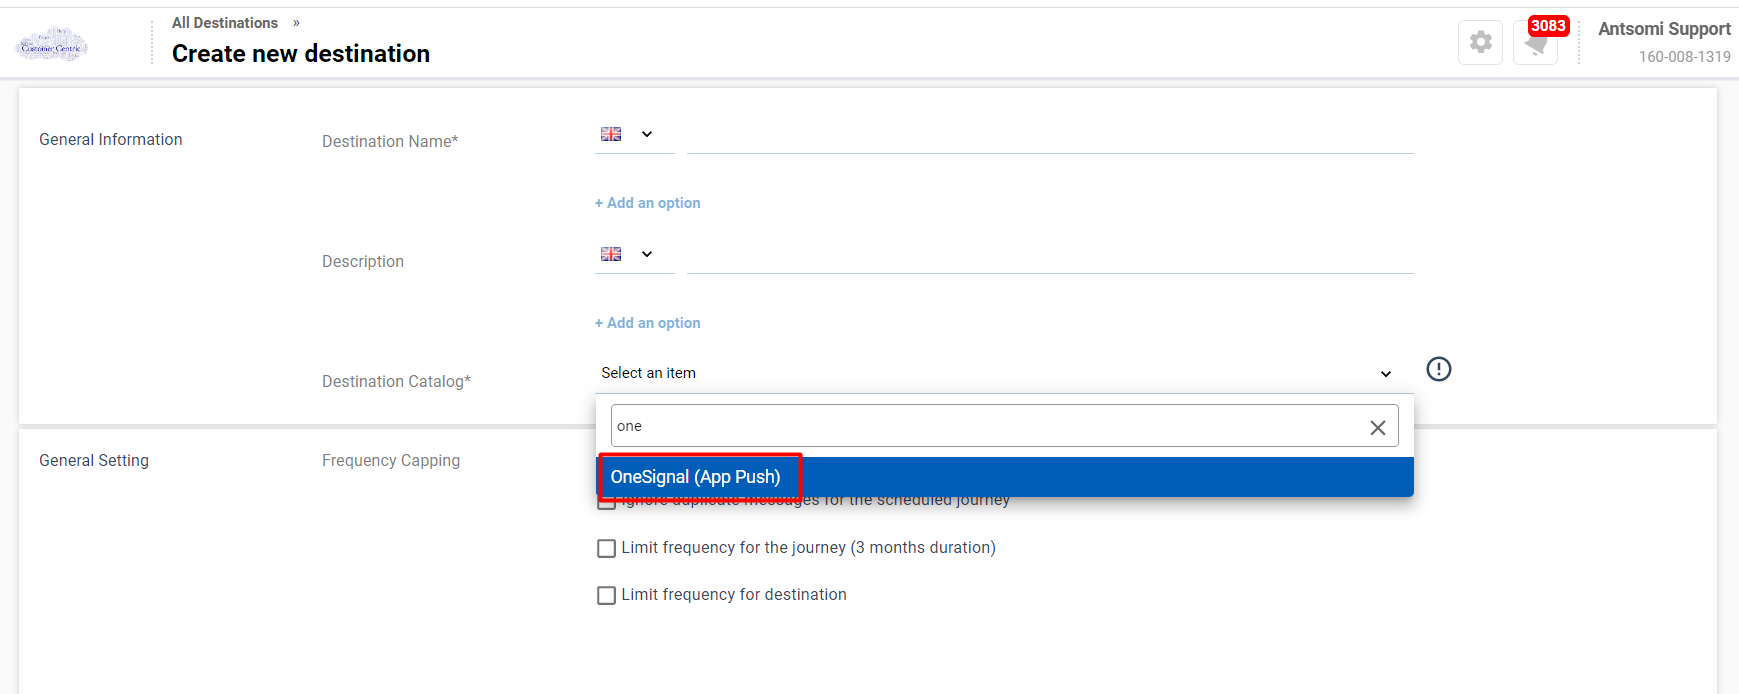 All Destinations »
Create new destination
Customer Centric
3083
Antsomi Support
160-008-1319
General Information
Destination Name*
+ Add an option
Description
+ Add an option
Destination Catalog*
Select an item
one
OneSignal (App Push)
General Setting
Frequency Capping
Ignore duplicate messages for the scheduled journey
Limit frequency for the journey (3 months duration)
Limit frequency for destination